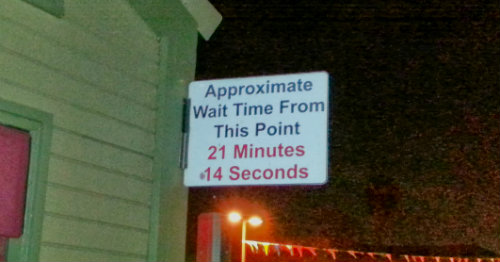 Approximate
Wait Time From
This Point
21 Minutes
14 Seconds